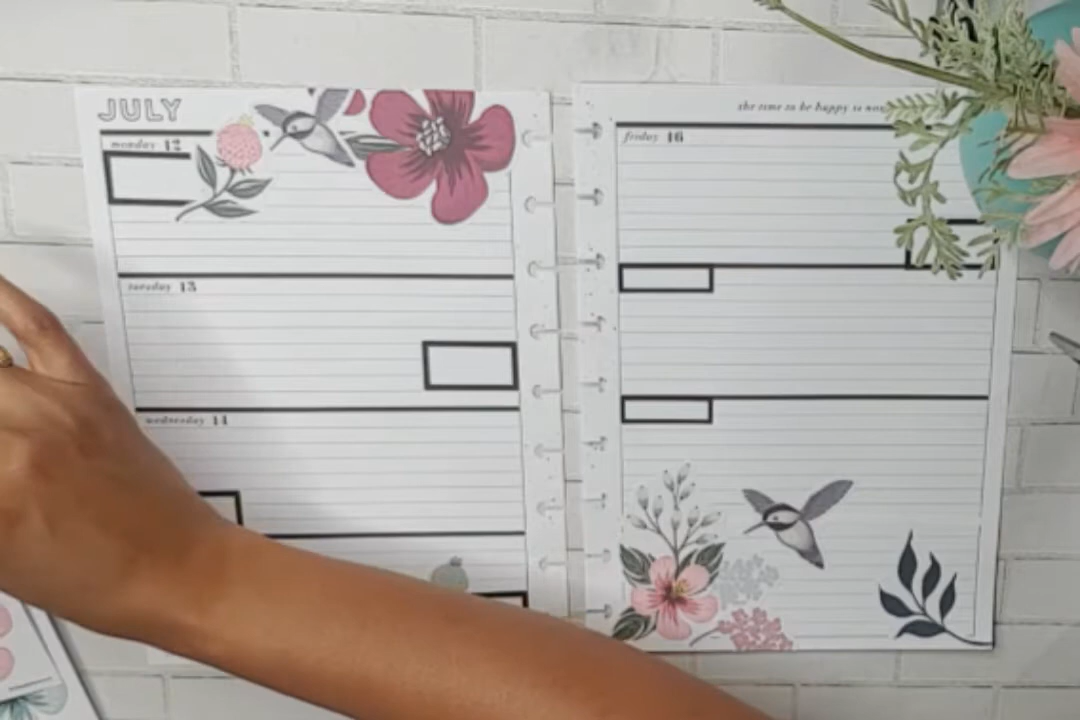 JULY
monday 12
tuesday 13
wednesday 14
the time to be happy is now
friday 16